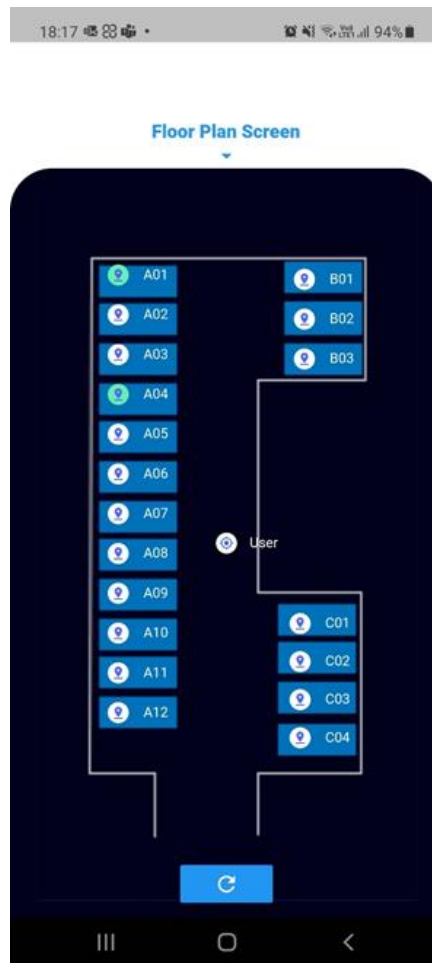 18:17 94%
Floor Plan Screen
A01 B01
A02 B02
A03 B03
A04
A05
A06
A07
User
A08
A09
A10 C01
A11 C02
A12 C03
C04